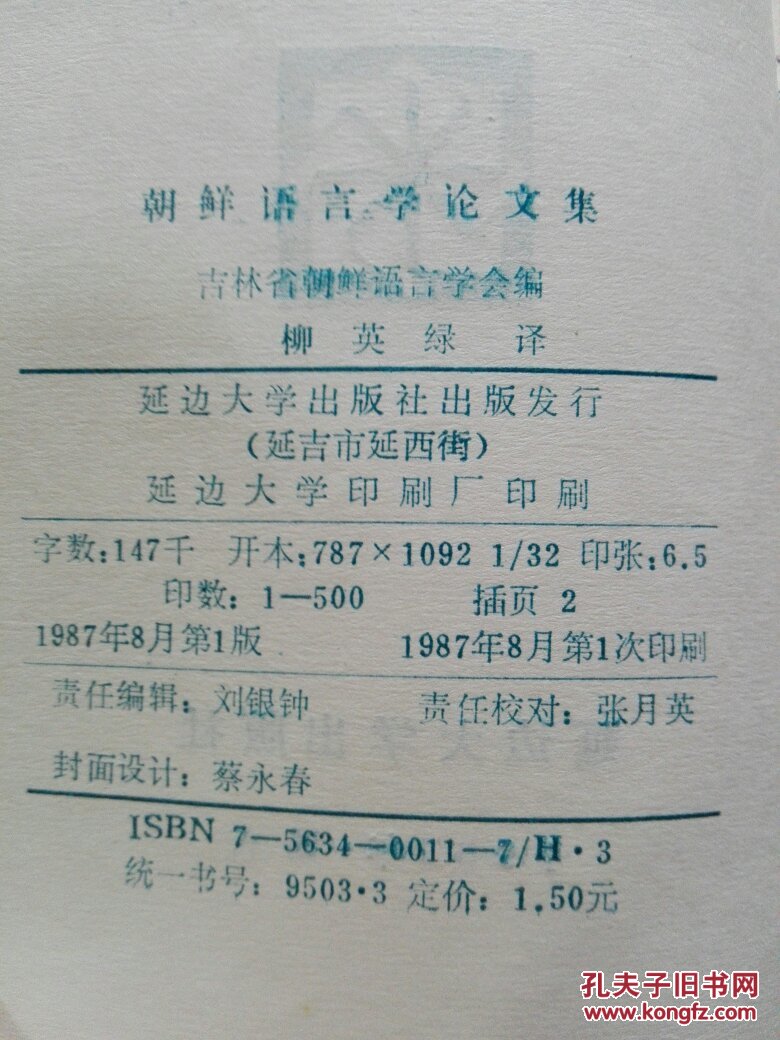 朝鲜语言学论文集
吉林省朝鲜语言学会编
柳英绿 译
延边大学出版社出版发行
(延吉市延西街)
延边大学印刷厂印刷
字数:147千 开本:787×1092 1/32 印张:6.5
印数: 1—500 插页 2
1987年8月第1版 1987年8月第1次印刷
责任编辑: 刘银钟 责任校对: 张月英
封面设计: 蔡永春
ISBN 7—5634—0011—7/H·3
统一书号: 9503·3 定价: 1.50元
孔夫子旧书网
www.kongfz.com